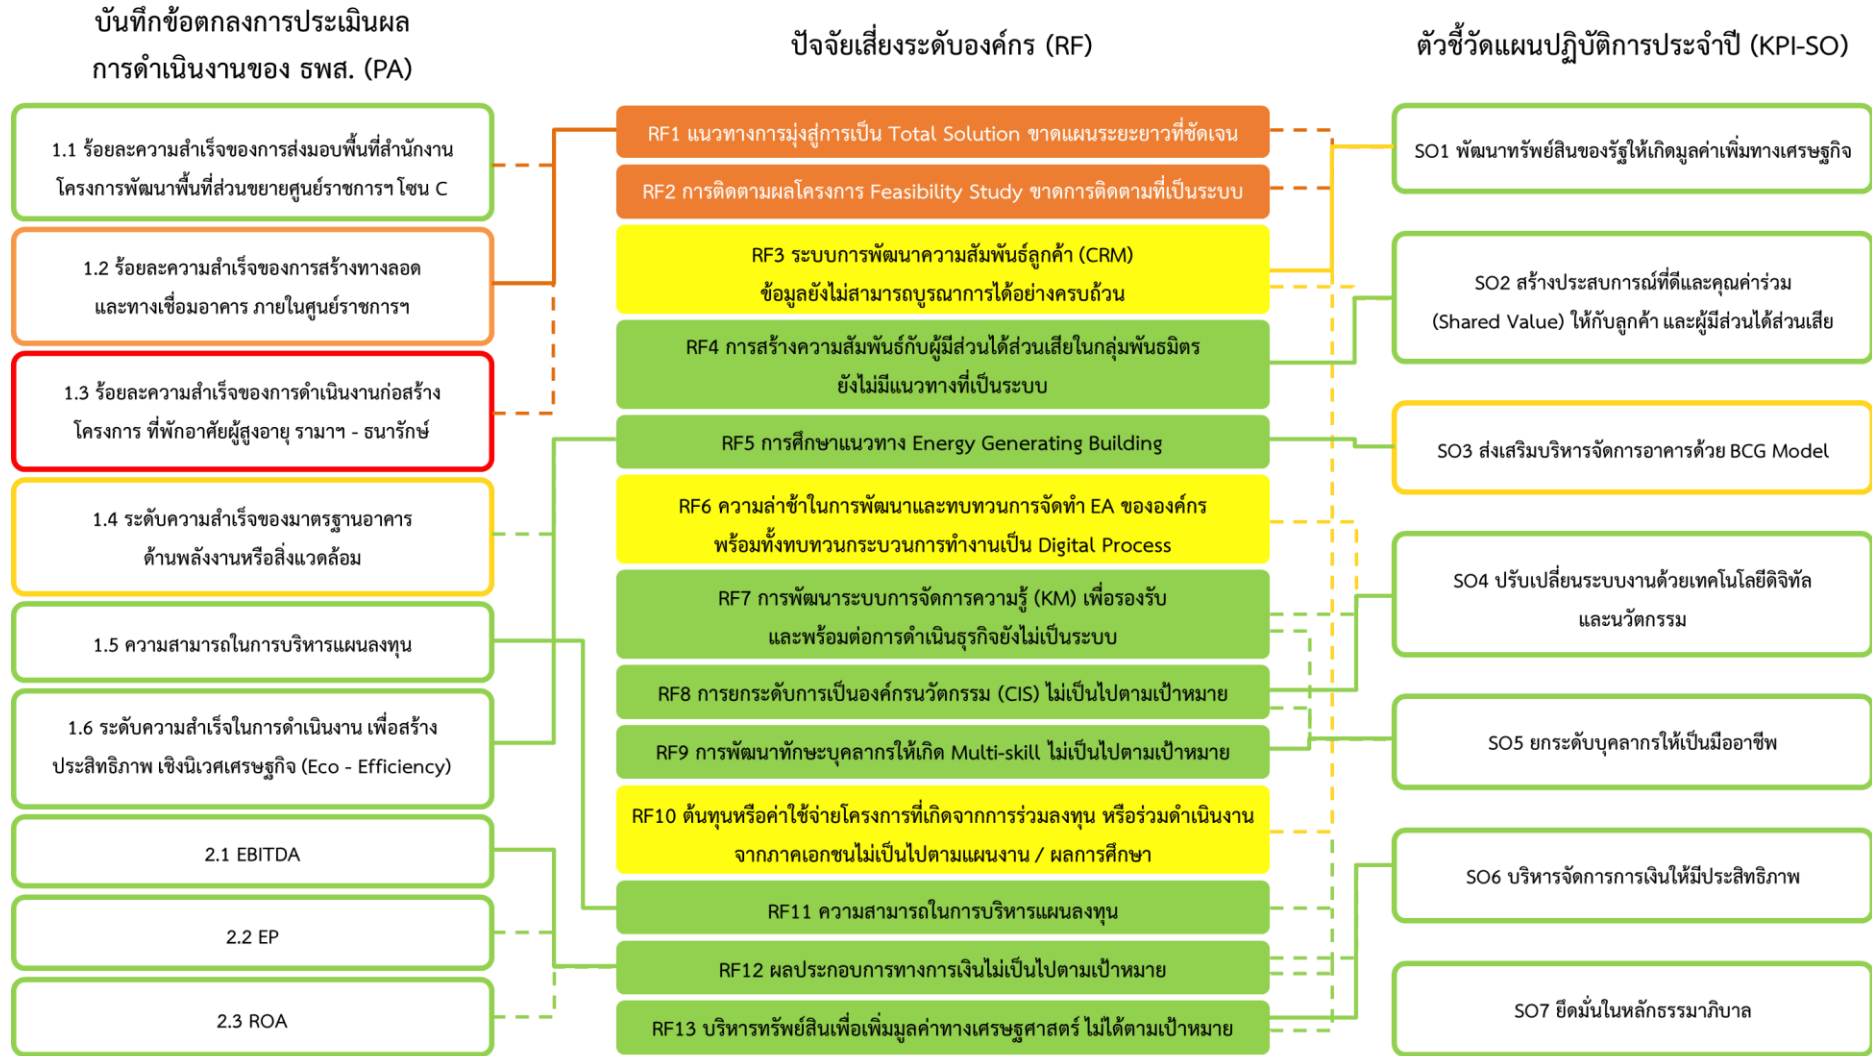 บันทึกข้อตกลงการประเมินผล
การดำเนินงานของ ธพส. (PA)
1.1 ร้อยละความสำเร็จของการส่งมอบพื้นที่สำนักงาน
โครงการพัฒนาพื้นที่ส่วนขยายศูนย์ราชการฯ โซน C
1.2 ร้อยละความสำเร็จของการสร้างทางลอด
และทางเชื่อมอาคาร ภายในศูนย์ราชการฯ
1.3 ร้อยละความสำเร็จของการดำเนินงานก่อสร้าง
โครงการ ที่พักอาศัยผู้สูงอายุ รามาฯ - ธนารักษ์
1.4 ระดับความสำเร็จของมาตรฐานอาคาร
ด้านพลังงานหรือสิ่งแวดล้อม
1.5 ความสามารถในการบริหารแผนลงทุน
1.6 ระดับความสำเร็จในการดำเนินงาน เพื่อสร้าง
ประสิทธิภาพ เชิงนิเวศเศรษฐกิจ (Eco - Efficiency)
2.1 EBITDA
2.2 EP
2.3 ROA
ปัจจัยเสี่ยงระดับองค์กร (RF)
RF1 แนวทางการมุ่งสู่การเป็น Total Solution ขาดแผนระยะยาวที่ชัดเจน
RF2 การติดตามผลโครงการ Feasibility Study ขาดการติดตามที่เป็นระบบ
RF3 ระบบการพัฒนาความสัมพันธ์ลูกค้า (CRM)
ข้อมูลยังไม่สามารถบูรณาการได้อย่างครบถ้วน
RF4 การสร้างความสัมพันธ์กับผู้มีส่วนได้ส่วนเสียในกลุ่มพันธมิตร
ยังไม่มีแนวทางที่เป็นระบบ
RF5 การศึกษาแนวทาง Energy Generating Building
RF6 ความล่าช้าในการพัฒนาและทบทวนการจัดทำ EA ขององค์กร
พร้อมทั้งทบทวนกระบวนการทำงานเป็น Digital Process
RF7 การพัฒนาระบบการจัดการความรู้ (KM) เพื่อรองรับ
และพร้อมต่อการดำเนินธุรกิจยังไม่เป็นระบบ
RF8 การยกระดับการเป็นองค์กรนวัตกรรม (CIS) ไม่เป็นไปตามเป้าหมาย
RF9 การพัฒนาทักษะบุคลากรให้เกิด Multi-skill ไม่เป็นไปตามเป้าหมาย
RF10 ต้นทุนหรือค่าใช้จ่ายโครงการที่เกิดจากการร่วมลงทุน หรือร่วมดำเนินงาน
จากภาคเอกชนไม่เป็นไปตามแผนงาน / ผลการศึกษา
RF11 ความสามารถในการบริหารแผนลงทุน
RF12 ผลประกอบการทางการเงินไม่เป็นไปตามเป้าหมาย
RF13 บริหารทรัพย์สินเพื่อเพิ่มมูลค่าทางเศรษฐศาสตร์ ไม่ได้ตามเป้าหมาย
ตัวชี้วัดแผนปฏิบัติการประจำปี (KPI-SO)
SO1 พัฒนาทรัพย์สินของรัฐให้เกิดมูลค่าเพิ่มทางเศรษฐกิจ
SO2 สร้างประสบการณ์ที่ดีและคุณค่าร่วม
(Shared Value) ให้กับลูกค้า และผู้มีส่วนได้ส่วนเสีย
SO3 ส่งเสริมบริหารจัดการอาคารด้วย BCG Model
SO4 ปรับเปลี่ยนระบบงานด้วยเทคโนโลยีดิจิทัล
และนวัตกรรม
SO5 ยกระดับบุคลากรให้เป็นมืออาชีพ
SO6 บริหารจัดการการเงินให้มีประสิทธิภาพ
SO7 ยึดมั่นในหลักธรรมาภิบาล